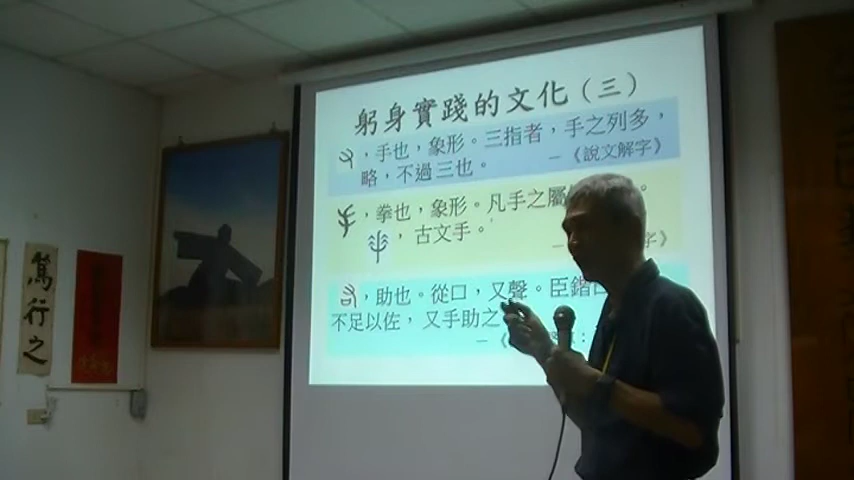 躬身實踐的文化（三）
，手也，象形。三指者，手之列多，
略，不過三也。
—《說文解字》
，拳也，象形。凡手之屬
，古文手。
字》
，助也。從口，又聲。臣鍇曰
不足以佐，又手助之
—《
篤行之